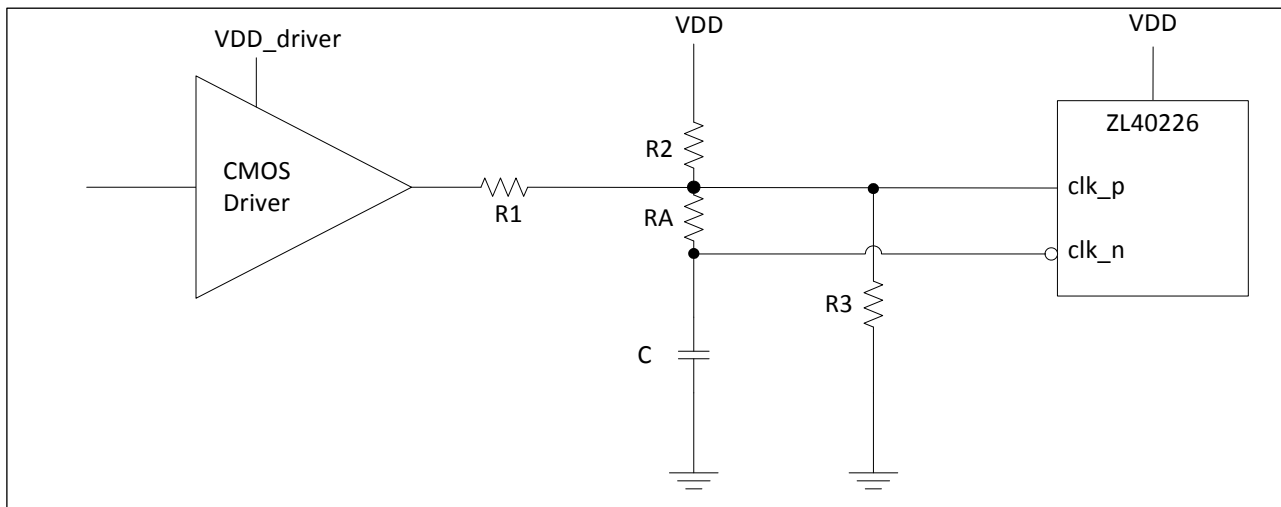 VDD_driver
VDD
VDD
ZL40226
R2
CMOS
Driver
clk_p
R1
RA
clk_n
R3
C